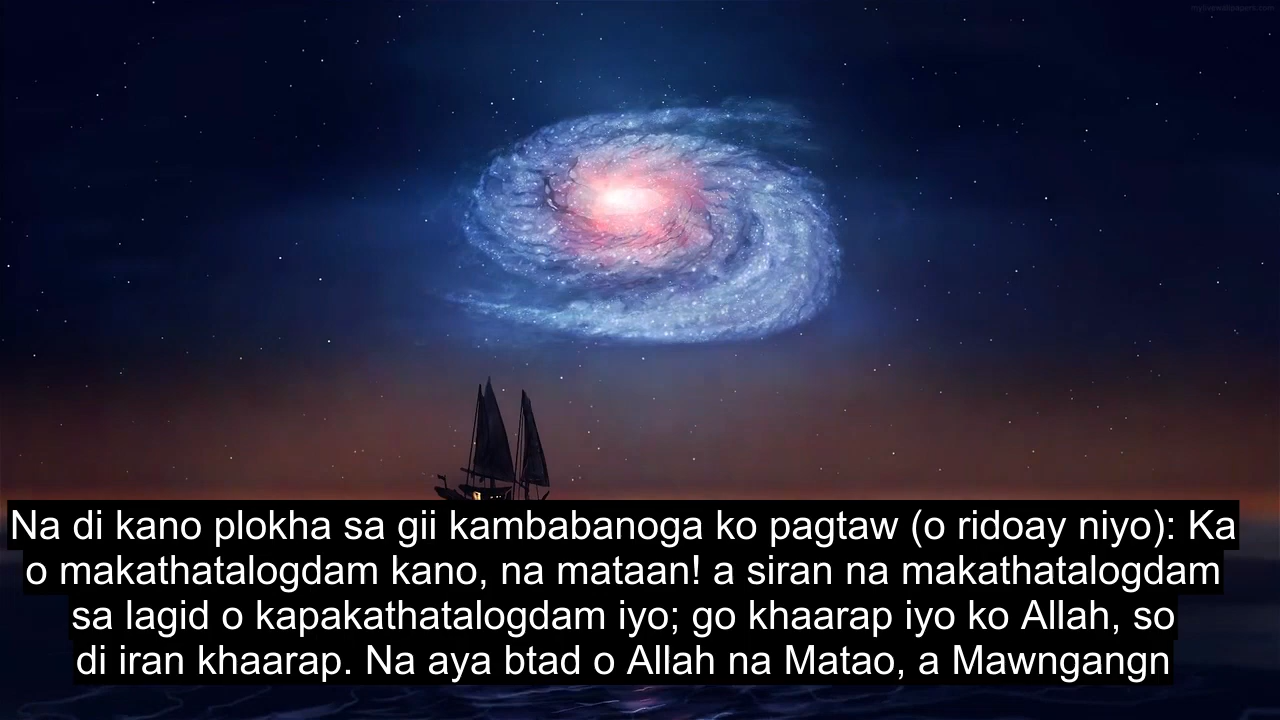 Na di kano plokha sa gii kambabanoga ko pagtaw (o ridoay niyo): Ka
o makathatalogdam kano, na mataan! a siran na makathatalogdam
sa lagid o kapakathatalogdam iyo; go khaarap iyo ko Allah, so
di iran khaarap. Na aya btad o Allah na Matao, a Mawngangn